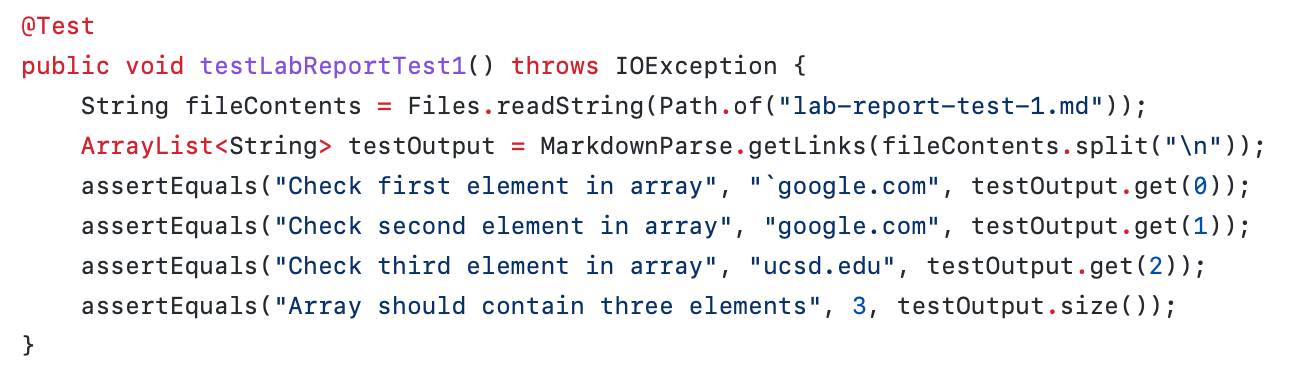 @Test
public void testLabReportTest1() throws IOException {
    String fileContents = Files.readString(Path.of("lab-report-test-1.md"));
    ArrayList<String> testOutput = MarkdownParse.getLinks(fileContents.split("\n"));
    assertEquals("Check first element in array", "`google.com", testOutput.get(0));
    assertEquals("Check second element in array", "google.com", testOutput.get(1));
    assertEquals("Check third element in array", "ucsd.edu", testOutput.get(2));
    assertEquals("Array should contain three elements", 3, testOutput.size());
}